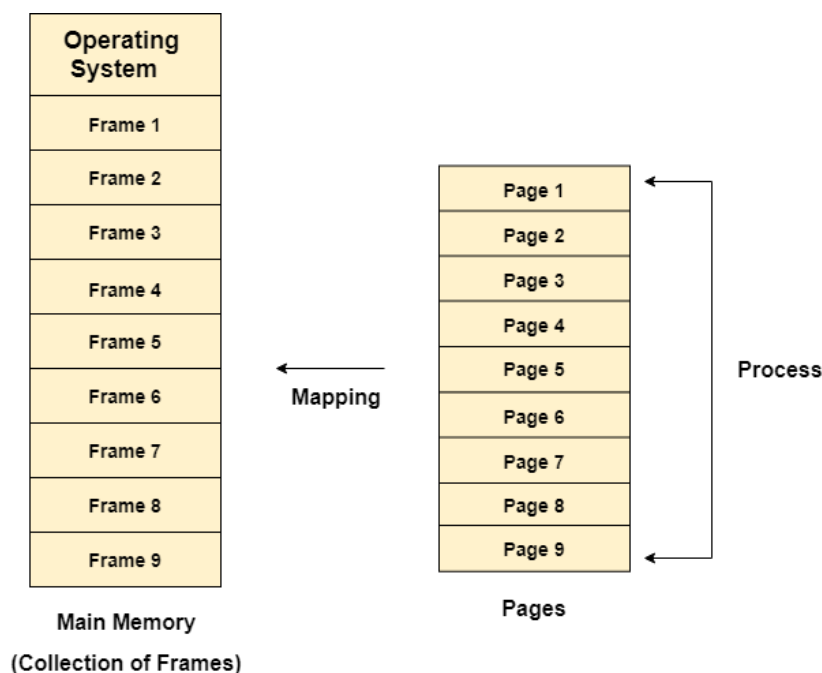 Operating
System
Frame 1
Frame 2
Frame 3
Frame 4
Frame 5
Frame 6
Frame 7
Frame 8
Frame 9
Main Memory
(Collection of Frames)
Mapping
Page 1
Page 2
Page 3
Page 4
Page 5
Page 6
Page 7
Page 8
Page 9
Pages
Process